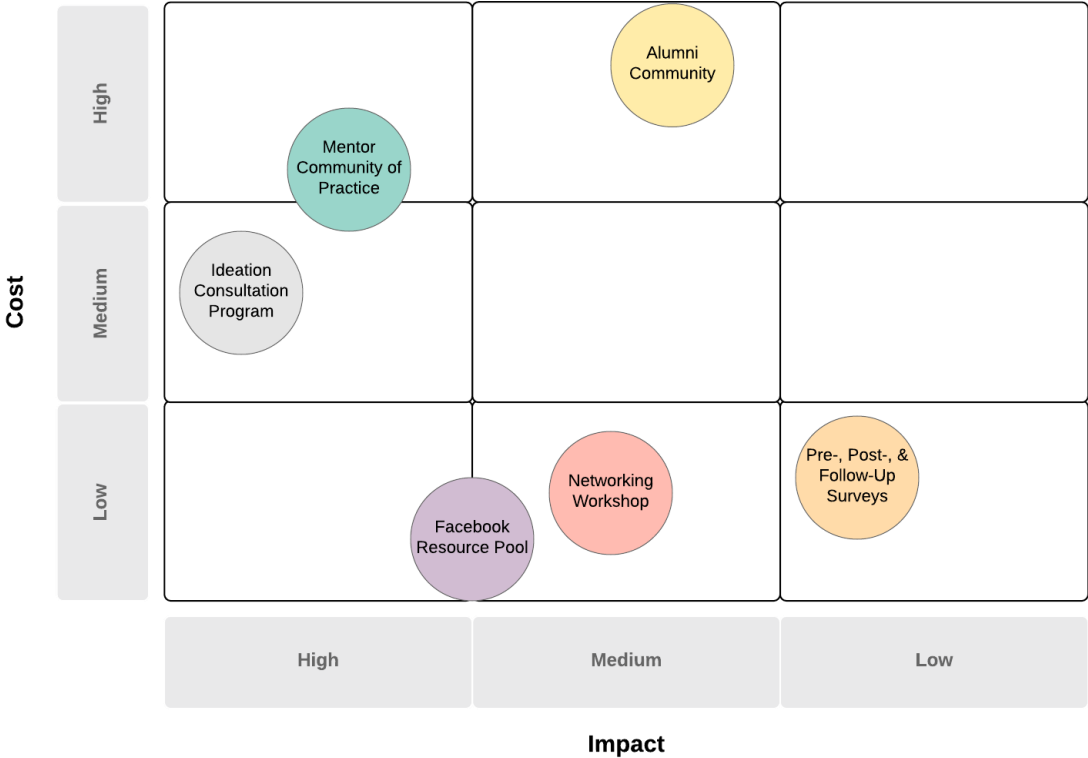 Alumni
Community
High
Mentor
Community of
Practice
Ideation
Consultation
Program
Medium
Cost
Pre-, Post-, &
Follow-Up
Surveys
Networking
Workshop
Low
Facebook
Resource Pool
High
Medium
Low
Impact